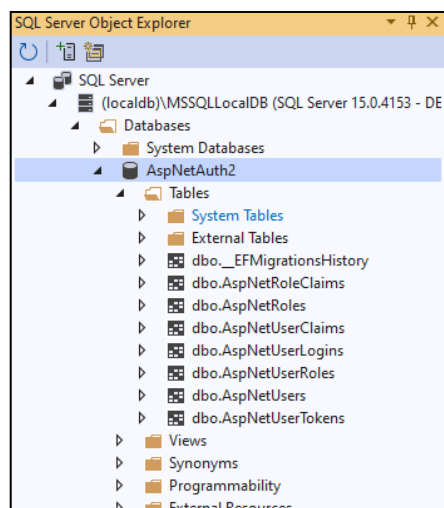 SQL Server Object Explorer
SQL Server
(localdb)\MSSQLLocalDB (SQL Server 15.0.4153 - DE
Databases
System Databases
AspNetAuth2
Tables
System Tables
External Tables
dbo.__EFMigrationsHistory
dbo.AspNetRoleClaims
dbo.AspNetRoles
dbo.AspNetUserClaims
dbo.AspNetUserLogins
dbo.AspNetUserRoles
dbo.AspNetUsers
dbo.AspNetUserTokens
Views
Synonyms
Programmability
External Resources